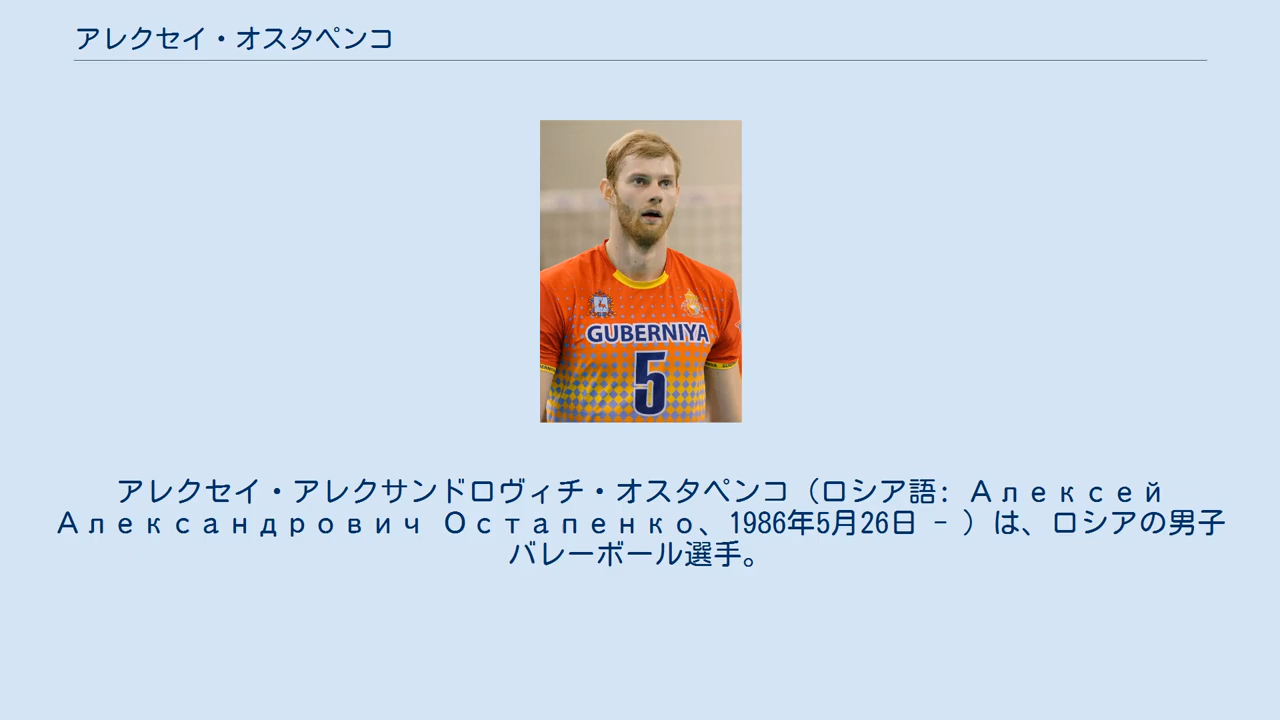 アレクセイ・オスタペンコ
GUBERNIYA
5
アレクセイ・アレクサンドロヴィチ・オスタペンコ（ロシア語: Алексей
Александрович Остапенко、1986年5月26日 - ）は、ロシアの男子
バレーボール選手。